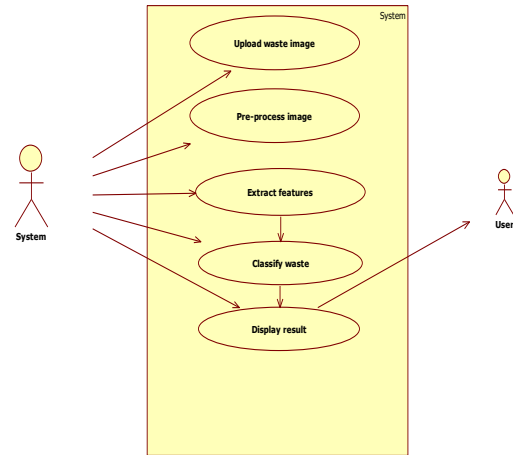 System
Upload waste image
Pre-process image
Extract features
System
User
Classify waste
Display result